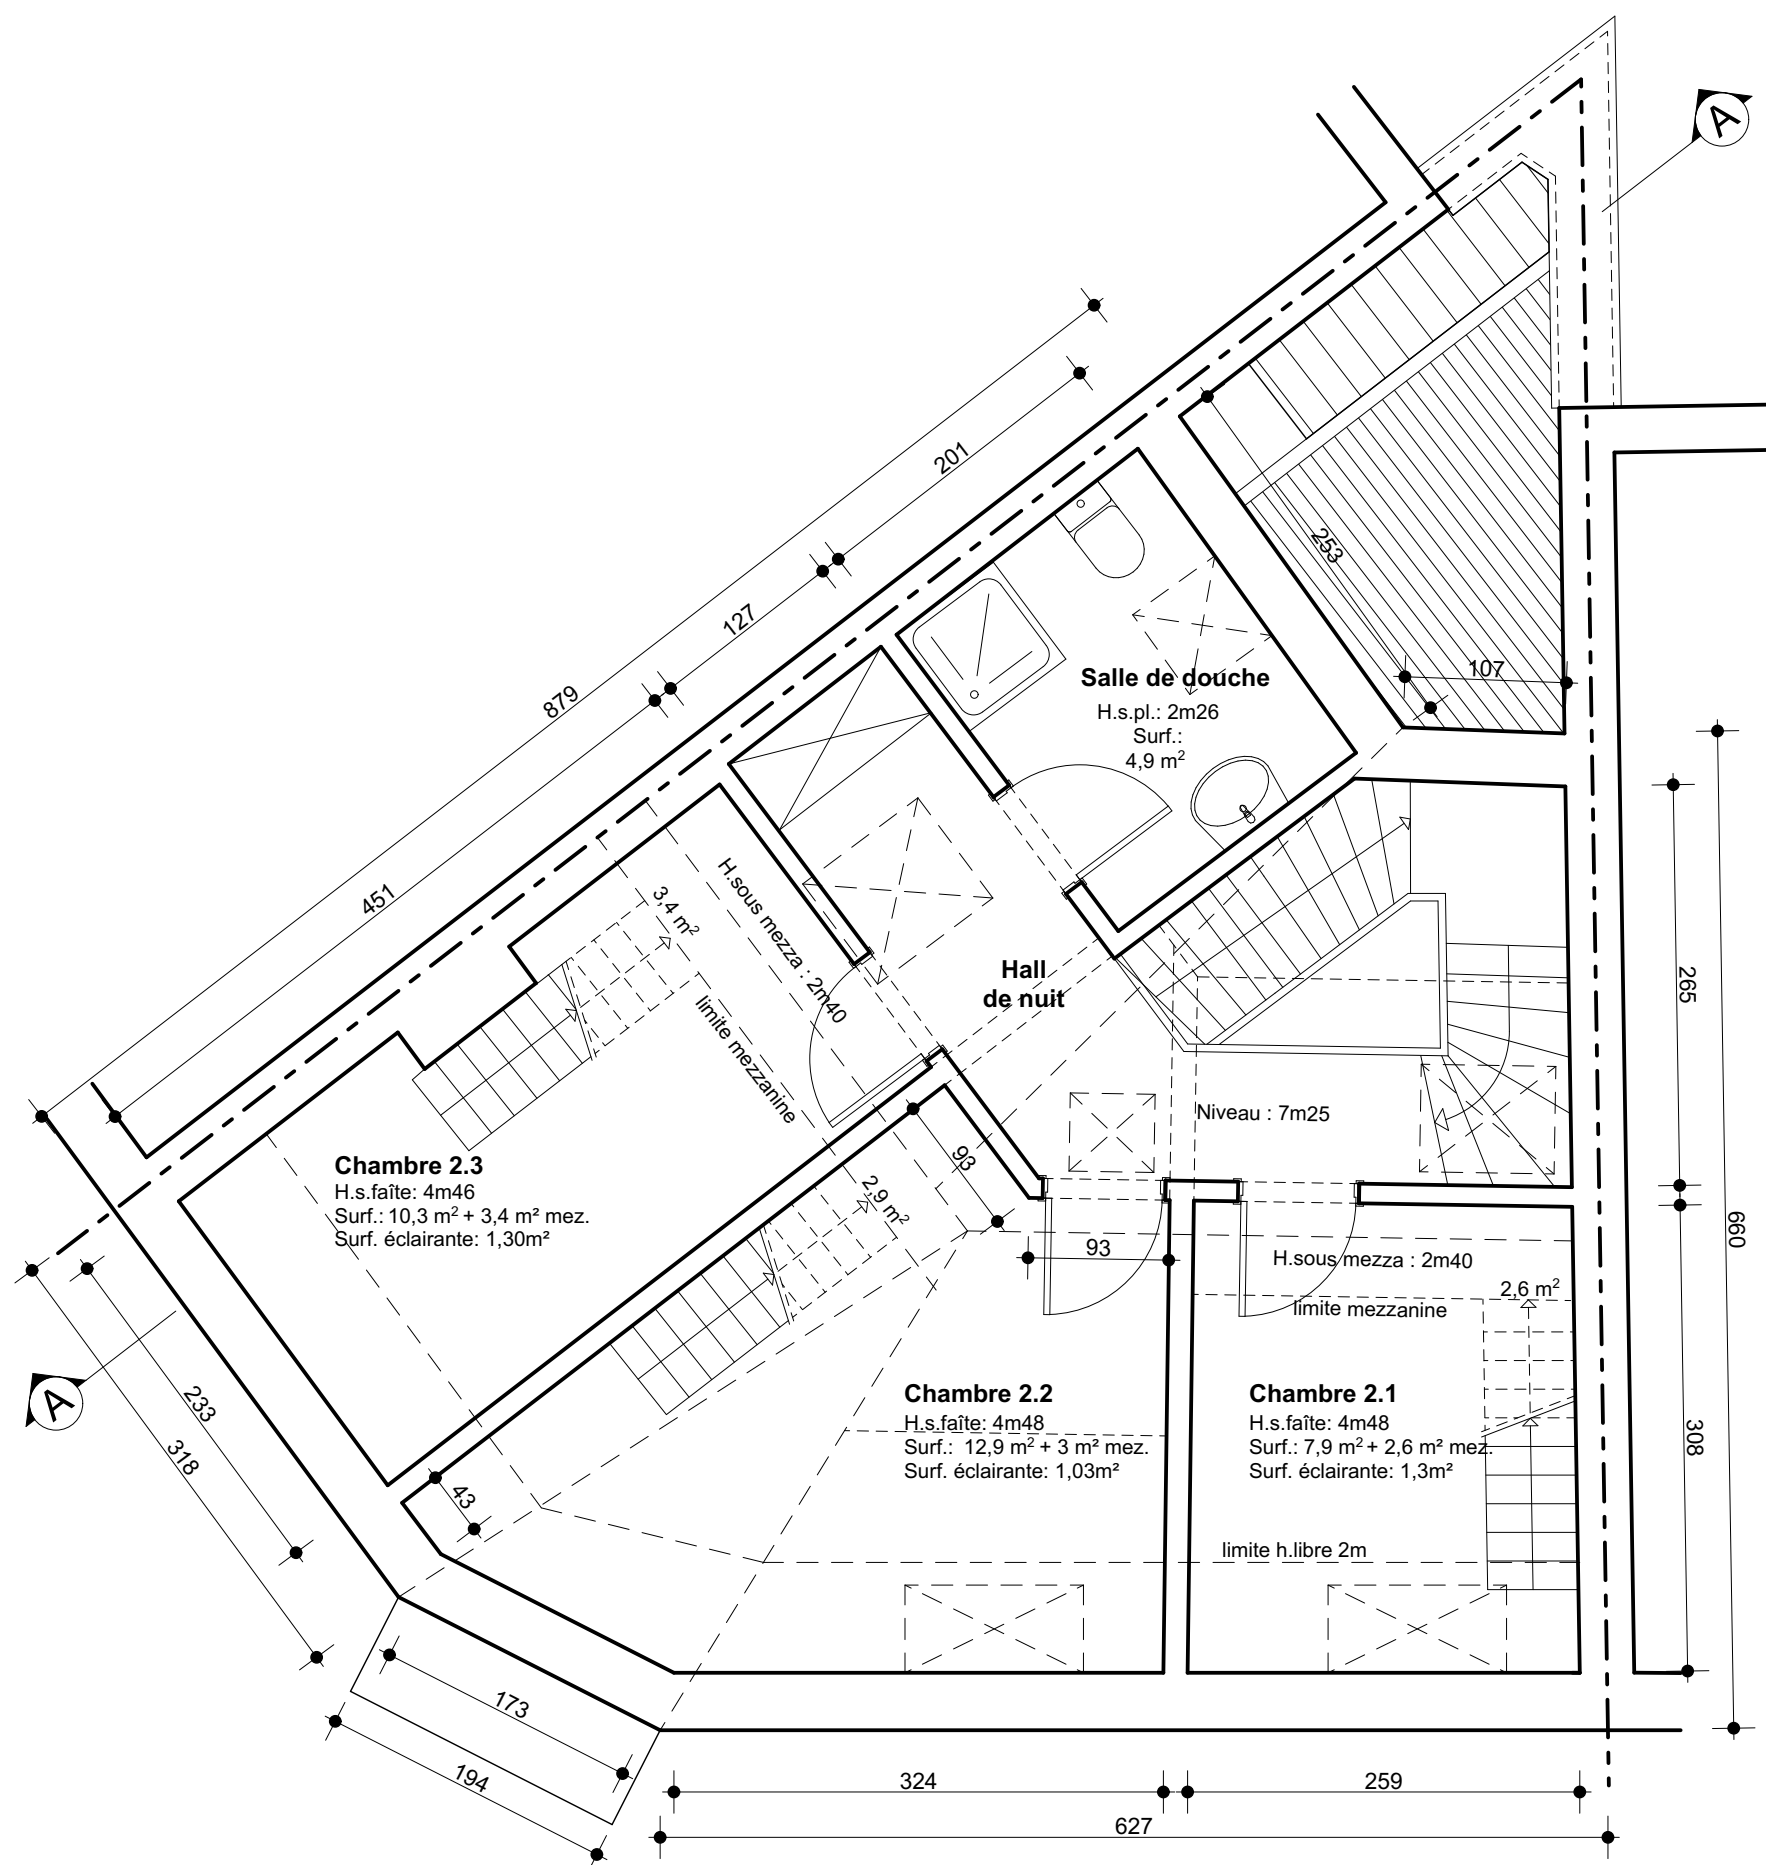 A
201
879
127
253
107
Salle de douche
H.s.pl.: 2m26
Surf.:
4,9 m²
451
3,4 m²
H.sous mezza : 2m40
limite mezzanine
Hall
de nuit
265
Niveau : 7m25
Chambre 2.3
H.s.faîte: 4m46
Surf.: 10,3 m² + 3,4 m² mez.
Surf. éclairante: 1,30m²
93
2,9 m²
660
93
H.sous mezza : 2m40
2,6 m²
limite mezzanine
A
233
318
Chambre 2.2
H.s.faîte: 4m48
Surf.: 12,9 m² + 3 m² mez.
Surf. éclairante: 1,03m²
Chambre 2.1
H.s.faîte: 4m48
Surf.: 7,9 m² + 2,6 m² mez.
Surf. éclairante: 1,3m²
308
43
limite h.libre 2m
173
194
324
259
627